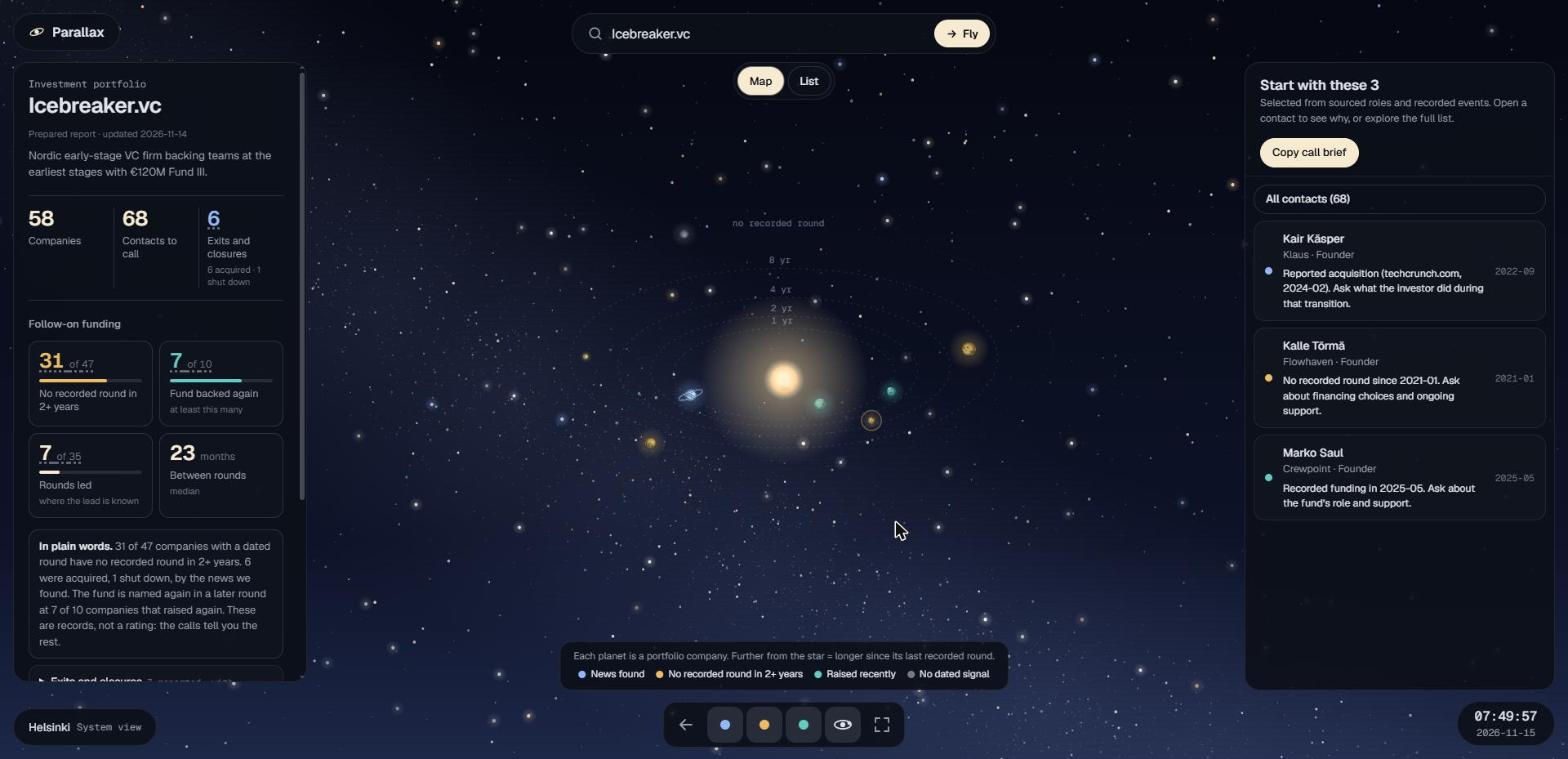 Parallax
Icebreaker.vc
Fly
Map
List
Investment portfolio
Icebreaker.vc
Prepared report · updated 2026-11-14
Nordic early-stage VC firm backing teams at the
earliest stages with €120M Fund III.
58
Companies
68
Contacts to
call
6
Exits and
closures
6 acquired · 1
shut down
Follow-on funding
31 of 47
No recorded round in
2+ years
7 of 10
Fund backed again
at least this many
7 of 35
Rounds led
where the lead is known
23 months
Between rounds
median
In plain words. 31 of 47 companies with a dated
round have no recorded round in 2+ years. 6
were acquired, 1 shut down, by the news we
found. The fund is named again in a later round
at 7 of 10 companies that raised again. These
are records, not a rating: the calls tell you the
rest.
Exits and closures
no recorded round
8 yr
4 yr
2 yr
1 yr
Start with these 3
Selected from sourced roles and recorded events. Open a
contact to see why, or explore the full list.
Copy call brief
All contacts (68)
Kair Käsper
Klaus · Founder
Reported acquisition (techcrunch.com,
2024-02). Ask what the investor did during
that transition.
2022-09
Kalle Törmä
Flowhaven · Founder
No recorded round since 2021-01. Ask
about financing choices and ongoing
support.
2021-01
Marko Saul
Crewpoint · Founder
Recorded funding in 2025-05. Ask about
the fund's role and support.
2025-05
Each planet is a portfolio company. Further from the star = longer since its last recorded round.
News found
No recorded round in 2+ years
Raised recently
No dated signal
Helsinki System view
07:49:57
2026-11-15